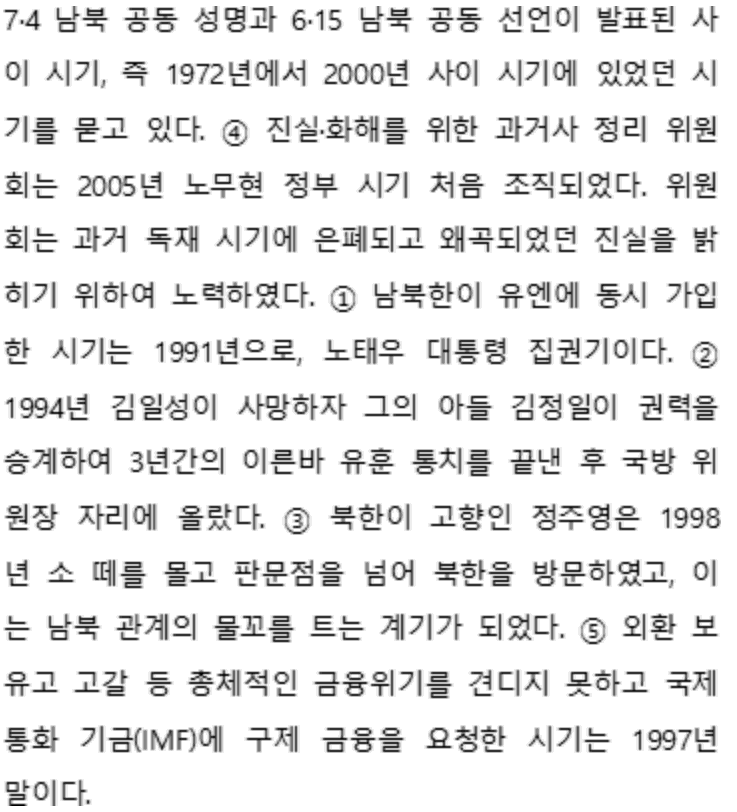 7·4 남북 공동 성명과 6·15 남북 공동 선언이 발표된 사
이 시기, 즉 1972년에서 2000년 사이 시기에 있었던 시
기를 묻고 있다. ④ 진실·화해를 위한 과거사 정리 위원
회는 2005년 노무현 정부 시기 처음 조직되었다. 위원
회는 과거 독재 시기에 은폐되고 왜곡되었던 진실을 밝
히기 위하여 노력하였다. ① 남북한이 유엔에 동시 가입
한 시기는 1991년으로, 노태우 대통령 집권기이다. ②
1994년 김일성이 사망하자 그의 아들 김정일이 권력을
승계하여 3년간의 이른바 유훈 통치를 끝낸 후 국방 위
원장 자리에 올랐다. ③ 북한이 고향인 정주영은 1998
년 소 떼를 몰고 판문점을 넘어 북한을 방문하였고, 이
는 남북 관계의 물꼬를 트는 계기가 되었다. ⑤ 외환 보
유고 고갈 등 총체적인 금융위기를 견디지 못하고 국제
통화 기금(IMF)에 구제 금융을 요청한 시기는 1997년
말이다.